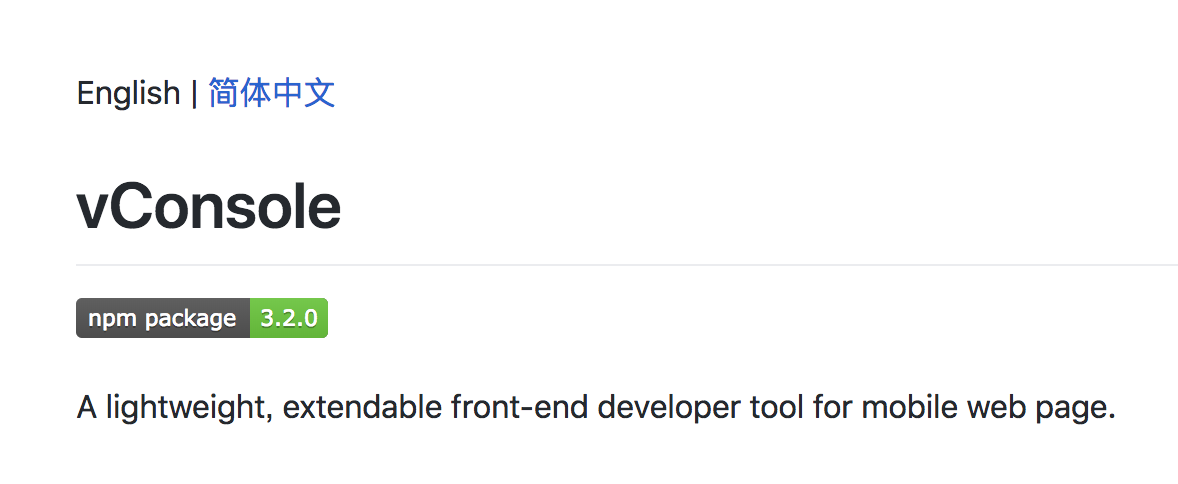 English | 简体中文
vConsole
npm package 3.2.0
A lightweight, extendable front-end developer tool for mobile web page.